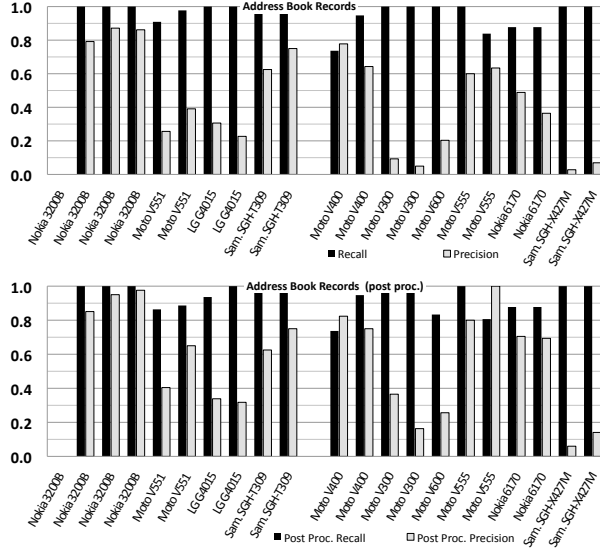 Address Book Records
1.0
0.8
0.6
0.4
0.2
0.0
Nokia 3200B
Nokia 3200B
Nokia 3200B
Nokia 3200B
Moto V551
Moto V551
LG G4015
LG G4015
Sam. SGH-T309
Sam. SGH-T309
Moto V400
Moto V400
Moto V300
Moto V300
Moto V600
Moto V555
Moto V555
Nokia 6170
Nokia 6170
Sam. SGH-X427M
Sam. SGH-X427M
Recall
Precision
Address Book Records (post proc.)
1.0
0.8
0.6
0.4
0.2
0.0
Nokia 3200B
Nokia 3200B
Nokia 3200B
Nokia 3200B
Moto V551
Moto V551
LG G4015
LG G4015
Sam. SGH-T309
Sam. SGH-T309
Moto V400
Moto V400
Moto V300
Moto V300
Moto V600
Moto V555
Moto V555
Nokia 6170
Nokia 6170
Sam. SGH-X427M
Sam. SGH-X427M
Post Proc. Recall
Post Proc. Precision